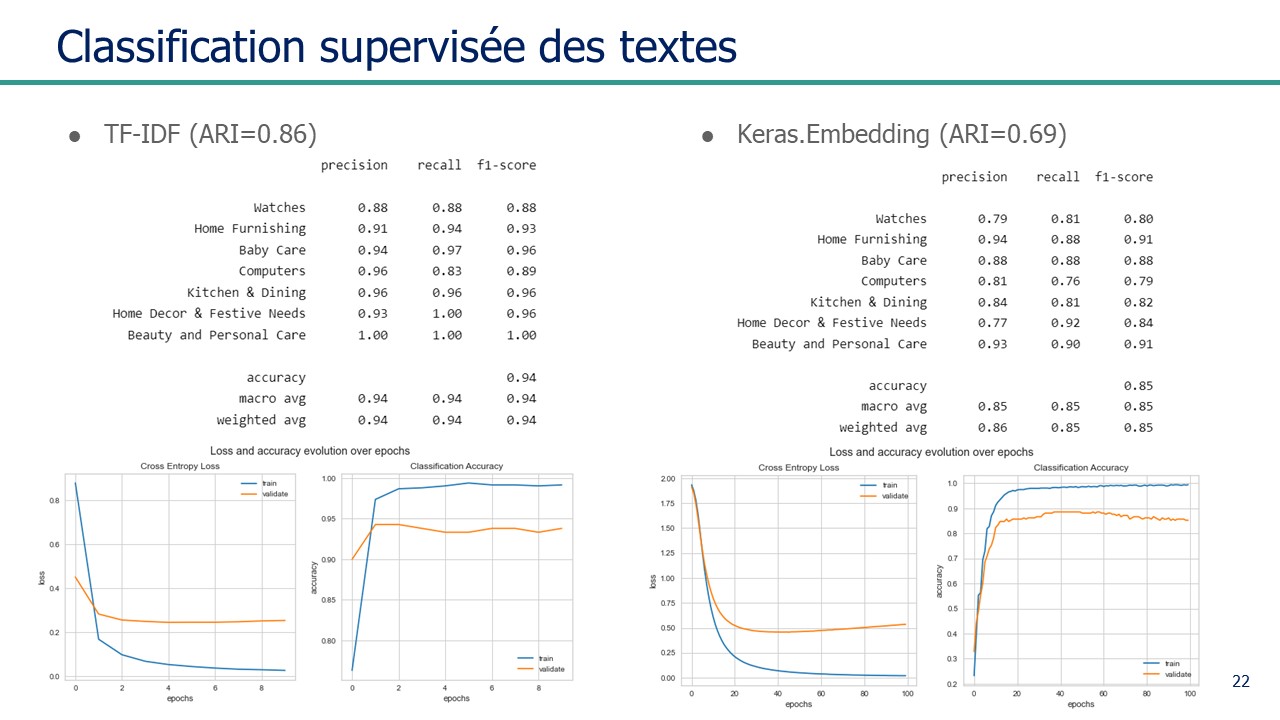 Classification supervisée des textes
● TF-IDF (ARI=0.86)
precision recall f1-score
Watches 0.88 0.88 0.88
Home Furnishing 0.91 0.94 0.93
Baby Care 0.94 0.97 0.96
Computers 0.96 0.83 0.89
Kitchen & Dining 0.96 0.96 0.96
Home Decor & Festive Needs 0.93 1.00 0.96
Beauty and Personal Care 1.00 1.00 1.00
accuracy 0.94
macro avg 0.94 0.94 0.94
weighted avg 0.94 0.94 0.94
Loss and accuracy evolution over epochs
Cross Entropy Loss
train
validate
0.8
0.6
0.4
0.2
0.0
loss
0 2 4 6 8
epochs
Classification Accuracy
1.00
0.95
0.90
0.85
0.80
accuracy
train
validate
0 2 4 6 8
epochs
● Keras.Embedding (ARI=0.69)
precision recall f1-score
Watches 0.79 0.81 0.80
Home Furnishing 0.94 0.88 0.91
Baby Care 0.88 0.88 0.88
Computers 0.81 0.76 0.79
Kitchen & Dining 0.84 0.81 0.82
Home Decor & Festive Needs 0.77 0.92 0.84
Beauty and Personal Care 0.93 0.90 0.91
accuracy 0.85
macro avg 0.85 0.85 0.85
weighted avg 0.86 0.85 0.85
Loss and accuracy evolution over epochs
Cross Entropy Loss
train
validate
2.00
1.75
1.50
1.25
1.00
0.75
0.50
0.25
0.00
loss
0 20 40 60 80 100
epochs
Classification Accuracy
1.0
0.9
0.8
0.7
0.6
0.5
0.4
0.3
0.2
accuracy
train
validate
0 20 40 60 80 100
epochs
22